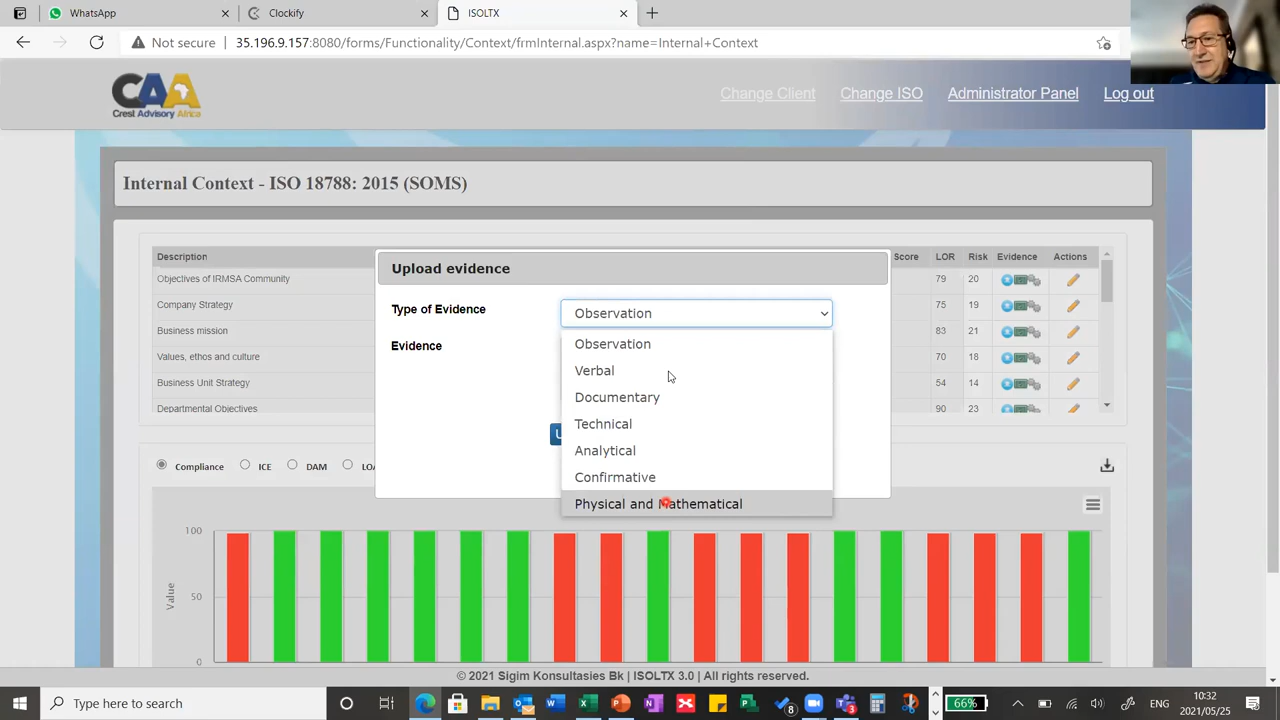 WhatsApp
Clockify
ISOLTX
Not secure
35.196.9.157:8080/forms/Functionality/Context/frmInternal.aspx?name=Internal+Context
CAA
Crest Advisory Africa
Change Client
Change ISO
Administrator Panel
Log out
Internal Context - ISO 18788: 2015 (SOMS)
Description
Score
LOR
Risk
Evidence
Actions
Objectives of IRMSA Community
79
20
Company Strategy
75
19
Business mission
83
21
Values, ethos and culture
70
18
Business Unit Strategy
54
14
Departmental Objectives
90
23
Upload evidence
Type of Evidence
Observation
Evidence
Observation
Verbal
Documentary
Technical
Analytical
Confirmative
Physical and Mathematical
U
Compliance
ICE
DAM
100
Value
50
0
© 2021 Sigim Konsultasies Bk | ISOLTX 3.0 | All rights reserved.
Type here to search
8
66%
ENG
10:32
2021/05/25